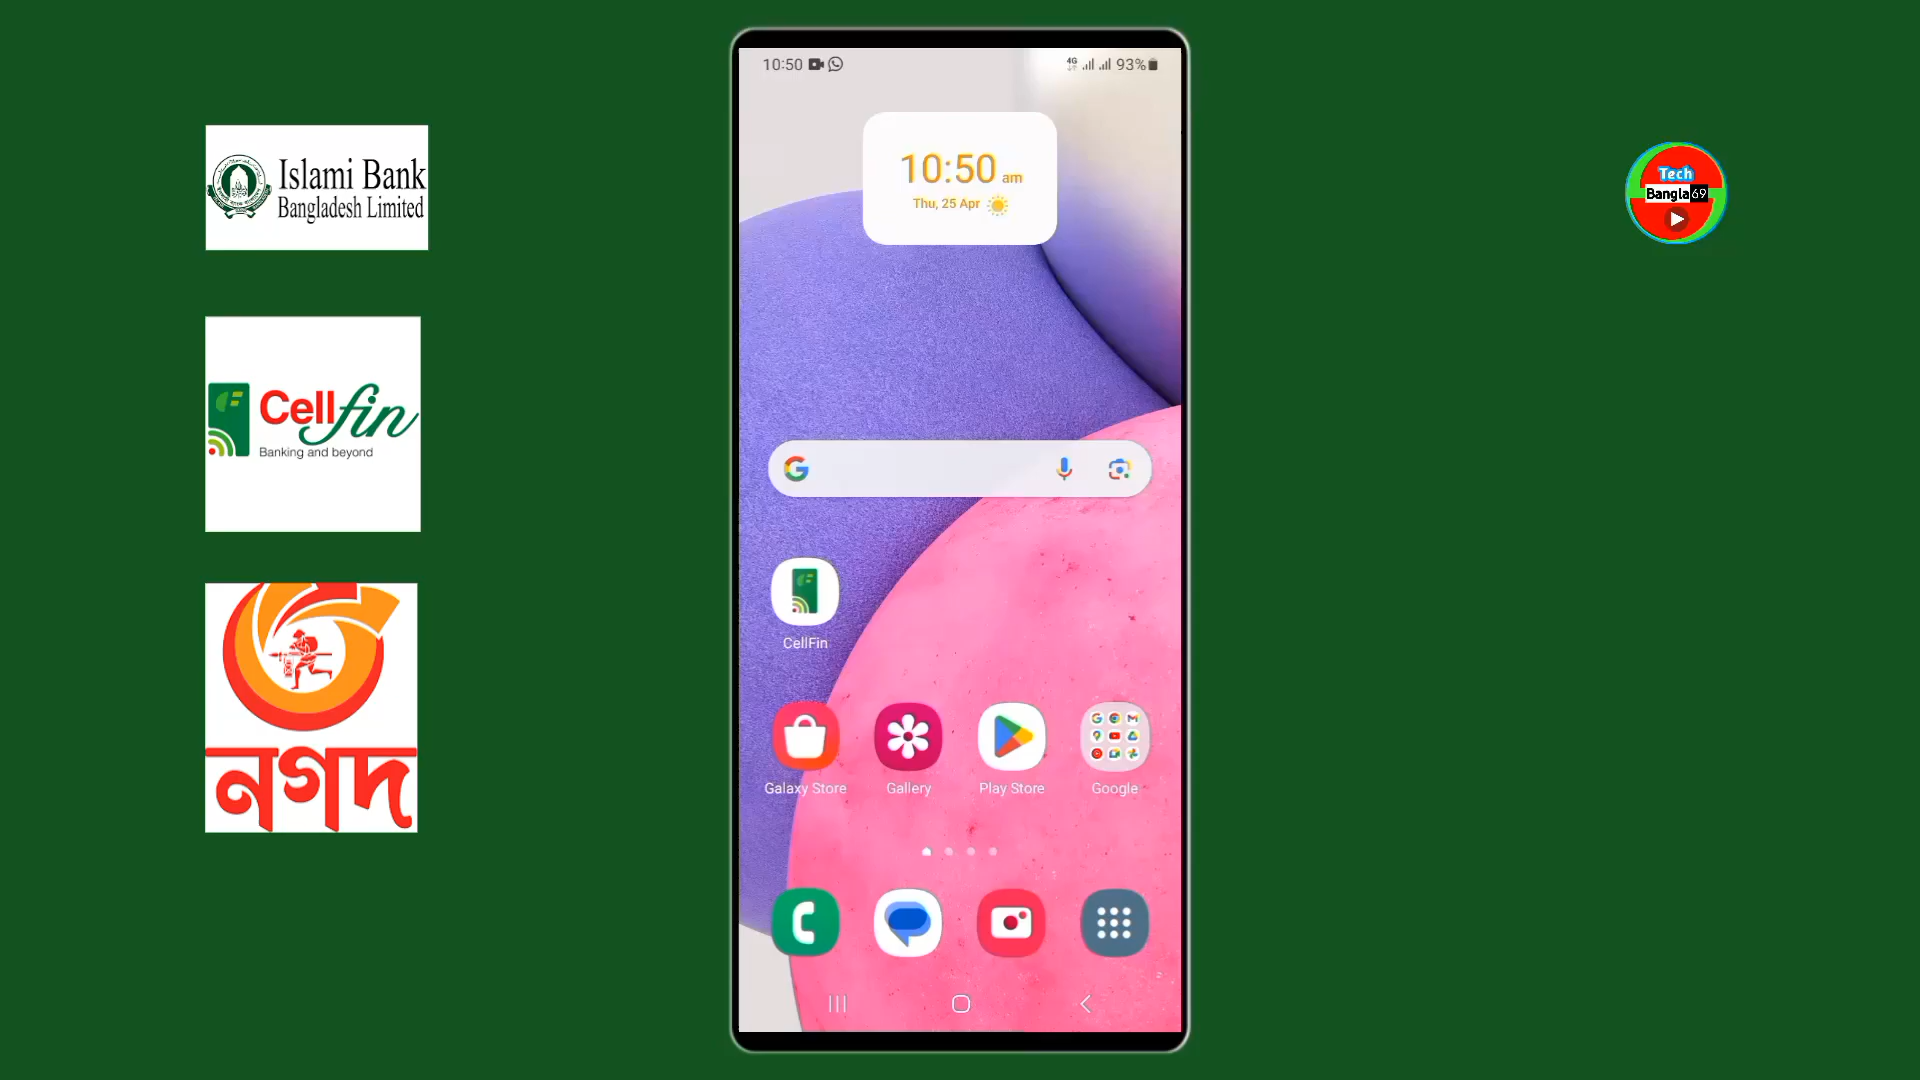 Islami Bank
Bangladesh Limited
Cellfin
Banking and beyond
নগদ
10:50
4G
93%
10:50 am
Thu, 25 Apr
CellFin
Galaxy Store
Gallery
Play Store
Google
Tech
Bangla69